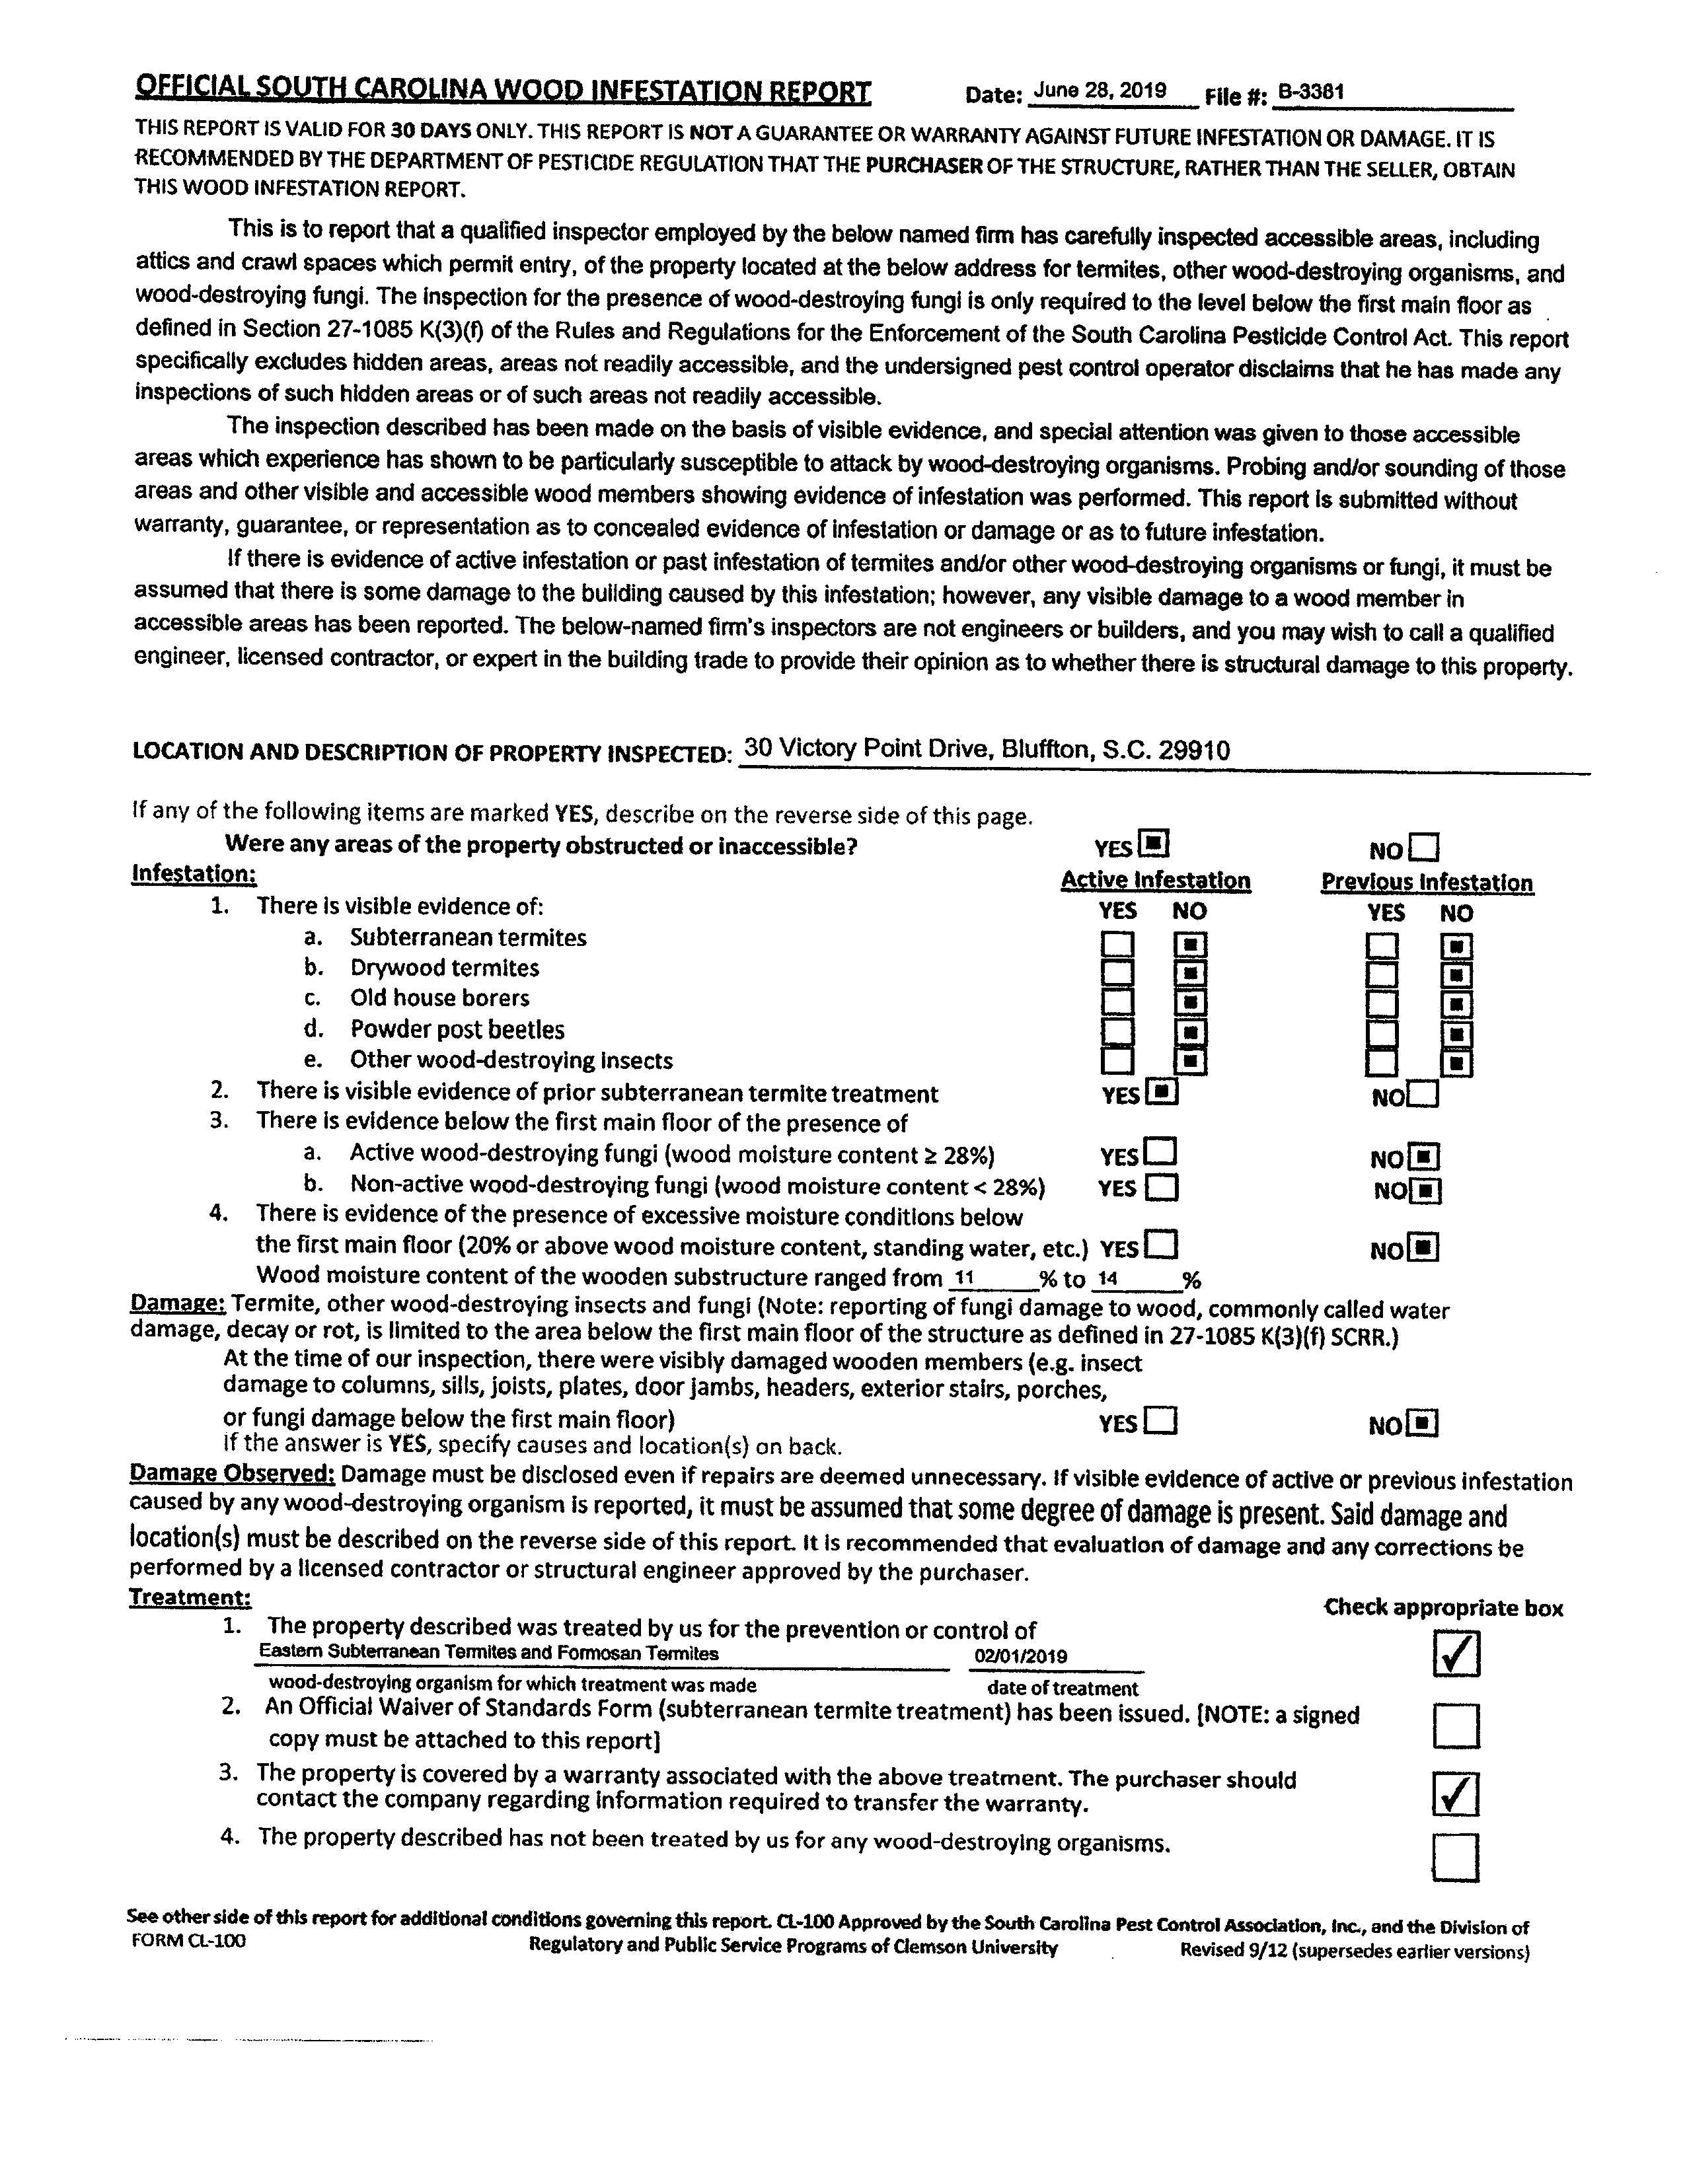 OFFICIAL SOUTH CAROLINA WOOD INFESTATION REPORT Date: June 28, 2019 File #: B-3381
THIS REPORT IS VALID FOR 30 DAYS ONLY. THIS REPORT IS NOT A GUARANTEE OR WARRANTY AGAINST FUTURE INFESTATION OR DAMAGE. IT IS
RECOMMENDED BY THE DEPARTMENT OF PESTICIDE REGULATION THAT THE PURCHASER OF THE STRUCTURE, RATHER THAN THE SELLER, OBTAIN
THIS WOOD INFESTATION REPORT.
This is to report that a qualified inspector employed by the below named firm has carefully inspected accessible areas, including
attics and crawl spaces which permit entry, of the property located at the below address for termites, other wood-destroying organisms, and
wood-destroying fungi. The inspection for the presence of wood-destroying fungi is only required to the level below the first main floor as
defined in Section 27-1085 K(3)(f) of the Rules and Regulations for the Enforcement of the South Carolina Pesticide Control Act. This report
specifically excludes hidden areas, areas not readily accessible, and the undersigned pest control operator disclaims that he has made any
inspections of such hidden areas or of such areas not readily accessible.
The inspection described has been made on the basis of visible evidence, and special attention was given to those accessible
areas which experience has shown to be particularly susceptible to attack by wood-destroying organisms. Probing and/or sounding of those
areas and other visible and accessible wood members showing evidence of infestation was performed. This report is submitted without
warranty, guarantee, or representation as to concealed evidence of infestation or damage or as to future infestation.
If there is evidence of active infestation or past infestation of termites and/or other wood-destroying organisms or fungi, it must be
assumed that there is some damage to the building caused by this infestation; however, any visible damage to a wood member in
accessible areas has been reported. The below-named firm's inspectors are not engineers or builders, and you may wish to call a qualified
engineer, licensed contractor, or expert in the building trade to provide their opinion as to whether there is structural damage to this property.
LOCATION AND DESCRIPTION OF PROPERTY INSPECTED: 30 Victory Point Drive, Bluffton, S.C. 29910
If any of the following items are marked YES, describe on the reverse side of this page.
Were any areas of the property obstructed or inaccessible? YES NO
Infestation: Active Infestation Previous Infestation
1. There is visible evidence of: YES NO YES NO
a. Subterranean termites
b. Drywood termites
c. Old house borers
d. Powder post beetles
e. Other wood-destroying insects
2. There is visible evidence of prior subterranean termite treatment YES NO
3. There is evidence below the first main floor of the presence of
a. Active wood-destroying fungi (wood moisture content ≥ 28%) YES NO
b. Non-active wood-destroying fungi (wood moisture content < 28%) YES NO
4. There is evidence of the presence of excessive moisture conditions below
the first main floor (20% or above wood moisture content, standing water, etc.) YES NO
Wood moisture content of the wooden substructure ranged from 11 % to 14 %
Damage: Termite, other wood-destroying insects and fungi (Note: reporting of fungi damage to wood, commonly called water
damage, decay or rot, is limited to the area below the first main floor of the structure as defined in 27-1085 K(3)(f) SCRR.)
At the time of our inspection, there were visibly damaged wooden members (e.g. insect
damage to columns, sills, joists, plates, door jambs, headers, exterior stairs, porches,
or fungi damage below the first main floor) YES NO
if the answer is YES, specify causes and location(s) on back.
Damage Observed: Damage must be disclosed even if repairs are deemed unnecessary. If visible evidence of active or previous infestation
caused by any wood-destroying organism is reported, it must be assumed that some degree of damage is present. Said damage and
location(s) must be described on the reverse side of this report. It is recommended that evaluation of damage and any corrections be
performed by a licensed contractor or structural engineer approved by the purchaser.
Treatment: Check appropriate box
1. The property described was treated by us for the prevention or control of
Eastern Subterranean Termites and Formosan Termites 02/01/2019
wood-destroying organism for which treatment was made date of treatment
2. An Official Waiver of Standards Form (subterranean termite treatment) has been issued. [NOTE: a signed
copy must be attached to this report]
3. The property is covered by a warranty associated with the above treatment. The purchaser should
contact the company regarding information required to transfer the warranty.
4. The property described has not been treated by us for any wood-destroying organisms.
See other side of this report for additional conditions governing this report. CL-100 Approved by the South Carolina Pest Control Association, Inc., and the Division of
FORM CL-100 Regulatory and Public Service Programs of Clemson University Revised 9/12 (supersedes earlier versions)